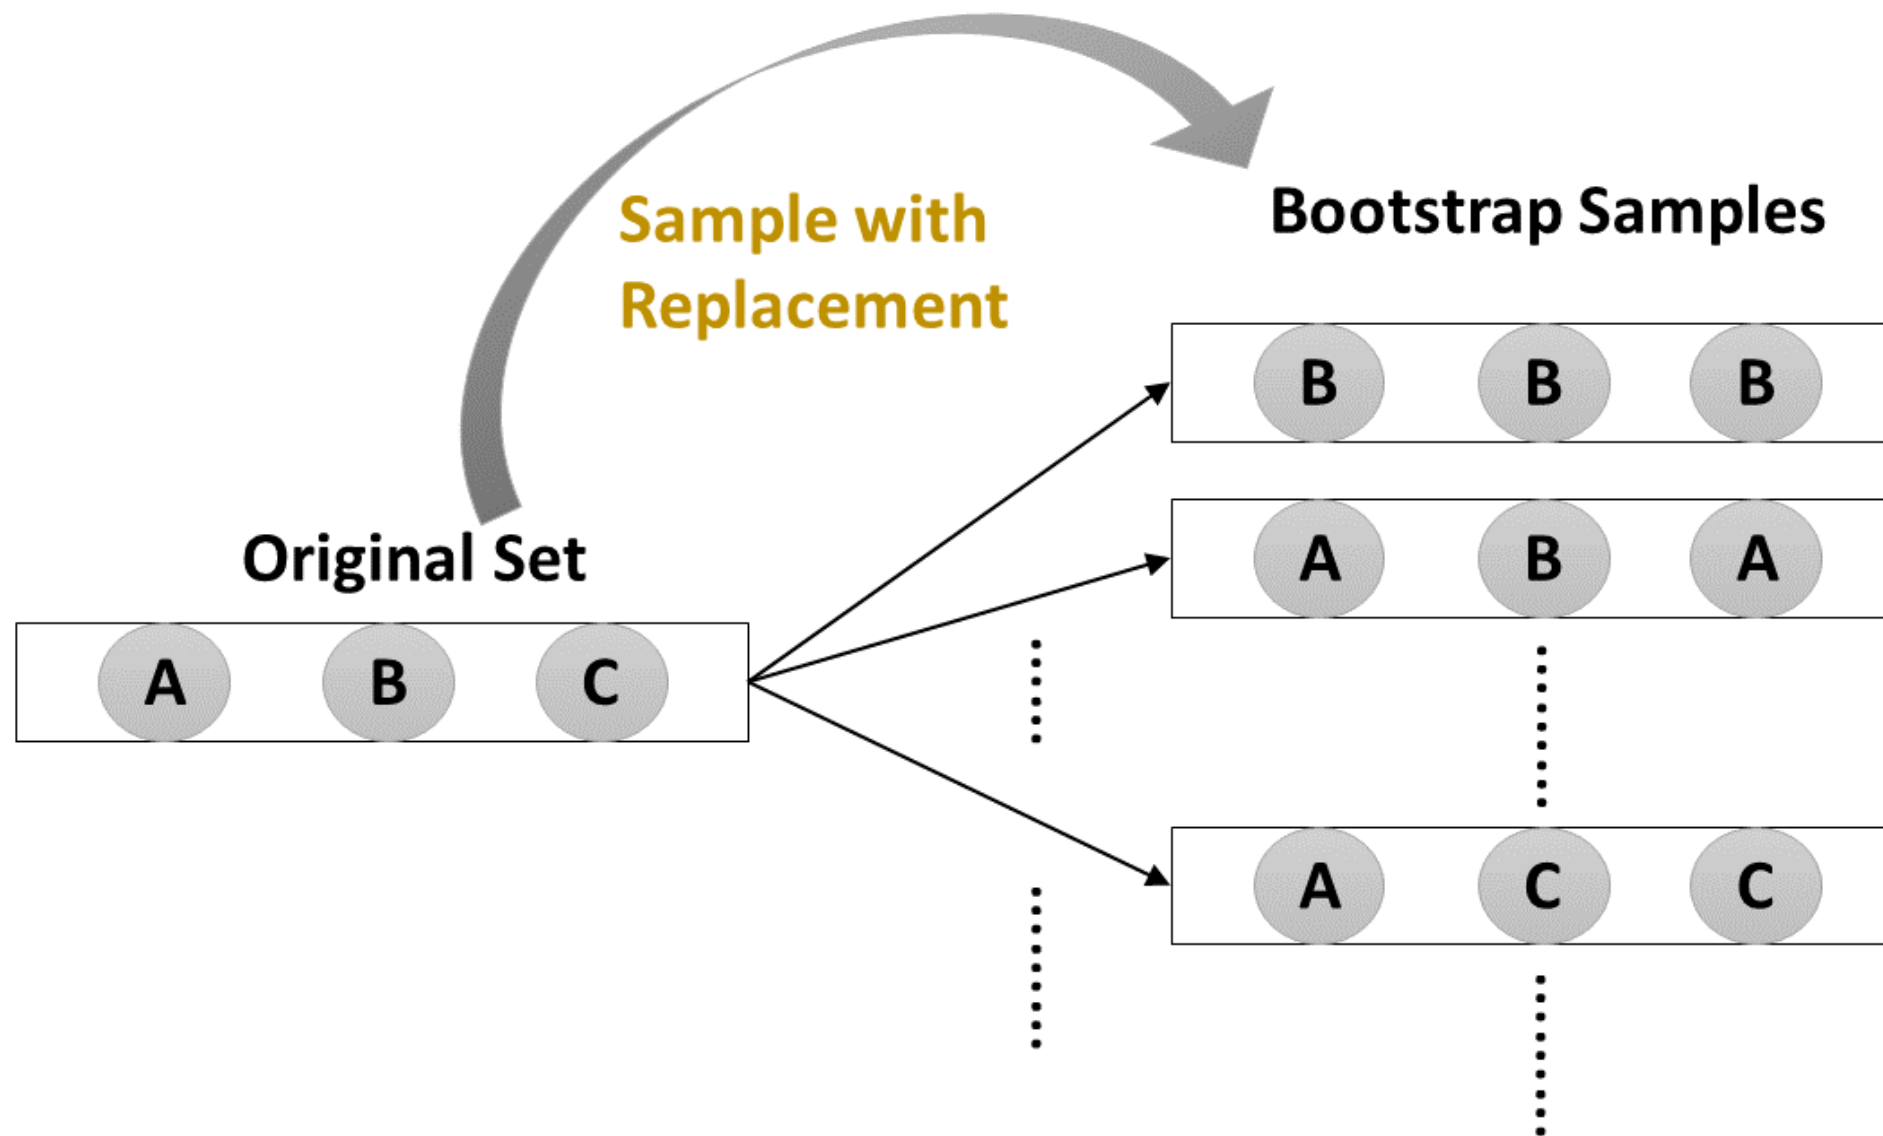 Sample with
Replacement
Bootstrap Samples
B B B
Original Set
A B A
A B C
A C C